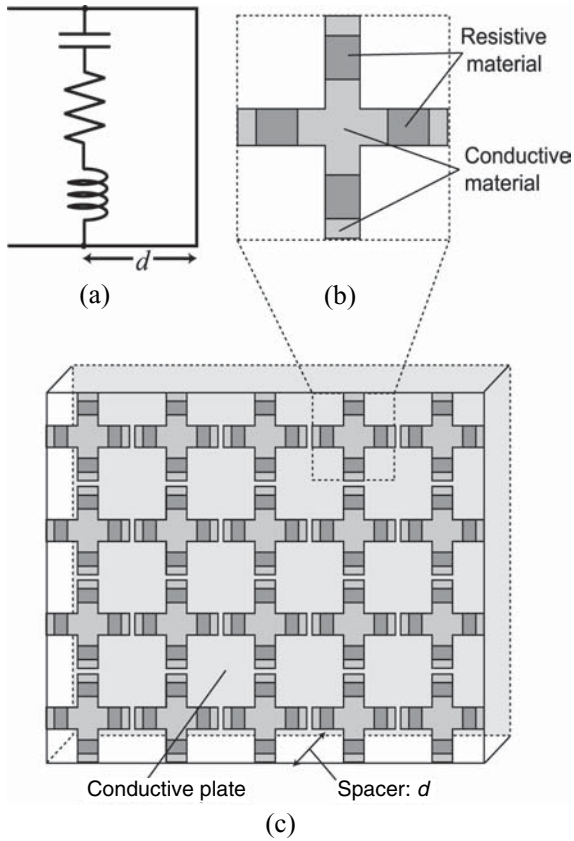 Resistive
material
Conductive
material
d
(a)
(b)
Conductive plate
Spacer: d
(c)